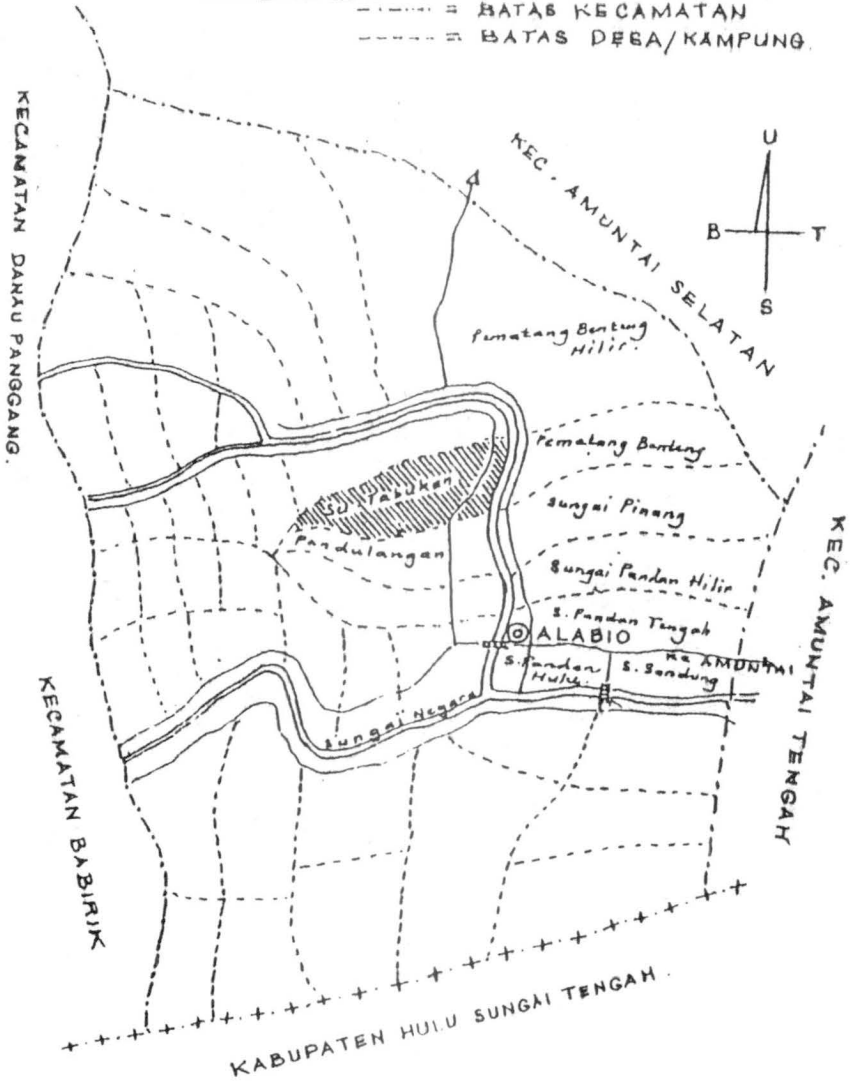 = BATAS KECAMATAN
= BATAS DESA/KAMPUNG.
KECAMATAN DANAU PANGGANG.
KEC. AMUNTAI SELATAN
U
B
T
S
Pematang Benteng
Hilir.
Pematang Benteng
Sungai Pinang
Sungai Pandan Hilir
S. Pandan Tengah
Tabukan
Pandulangan
ALABIO
Ke AMUNTAI
S. Pandan
Hulu.
S. Sandung
Sungai Negara
KEC. AMUNTAI TENGAH
KECAMATAN BABIRIK
KABUPATEN HULU SUNGAI TENGAH.